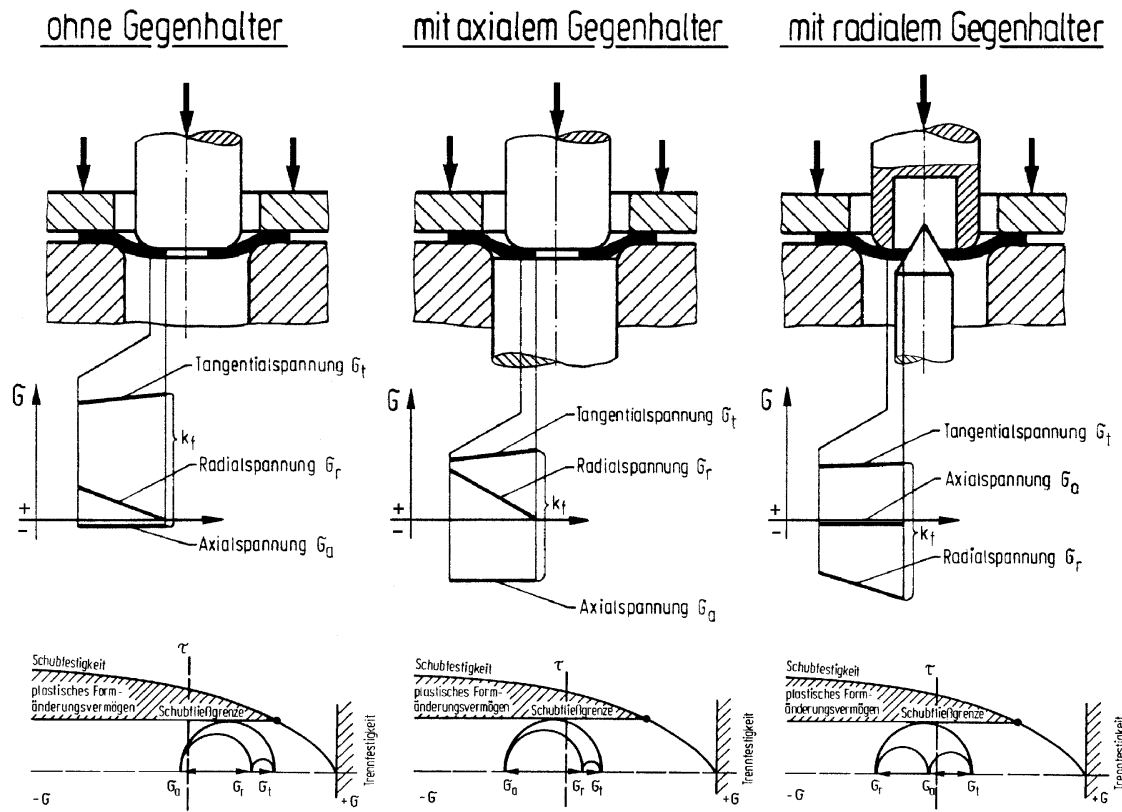 ohne Gegenhalter
mit axialem Gegenhalter
mit radialem Gegenhalter
Tangentialspannung σt
σ
kf
Radialspannung σr
+
-
Axialspannung σa
σ
Tangentialspannung σt
Radialspannung σr
kf
+
-
Axialspannung σa
σ
Tangentialspannung σt
Axialspannung σa
+
-
kf
Radialspannung σr
Schubfestigkeit
τ
plastisches Form-
änderungsvermögen
Schubfließgrenze
Trennfestigkeit
σa
σr
σt
-σ
+σ
Schubfestigkeit
τ
plastisches Form-
änderungsvermögen
Schubfließgrenze
Trennfestigkeit
σa
σr
σt
-σ
+σ
Schubfestigkeit
τ
plastisches Form-
änderungsvermögen
Schubfließgrenze
Trennfestigkeit
σr
σa
σt
-σ
+σ